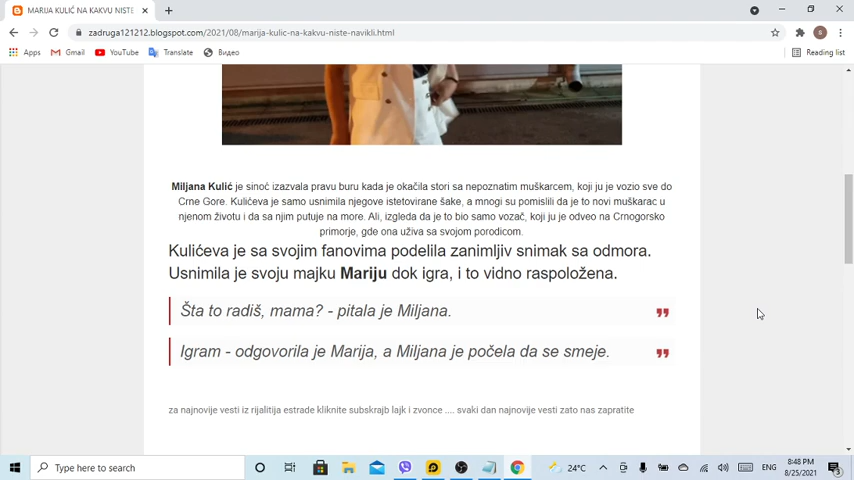 MARIJA KULIĆ NA KAKVU NISTE
zadruga121212.blogspot.com/2021/08/marija-kulic-na-kakvu-niste-navikli.html
B
Apps Gmail YouTube Translate Видео Reading list
Miljana Kulić je sinoć izazvala pravu buru kada je okačila stori sa nepoznatim muškarcem, koji ju je vozio sve do
Crne Gore. Kulićeva je samo usnimila njegove istetovirane šake, a mnogi su pomislili da je to novi muškarac u
njenom životu i da sa njim putuje na more. Ali, izgleda da je to bio samo vozač, koji ju je odveo na Crnogorsko
primorje, gde ona uživa sa svojom porodicom.
Kulićeva je sa svojim fanovima podelila zanimljiv snimak sa odmora.
Usnimila je svoju majku Mariju dok igra, i to vidno raspoložena.
Šta to radiš, mama? - pitala je Miljana.
Igram - odgovorila je Marija, a Miljana je počela da se smeje.
za najnovije vesti iz rijalitija estrade kliknite subskrajb lajk i zvonce .... svaki dan najnovije vesti zato nas zapratite
Type here to search
24°C
ENG
8:48 PM
8/25/2021
3